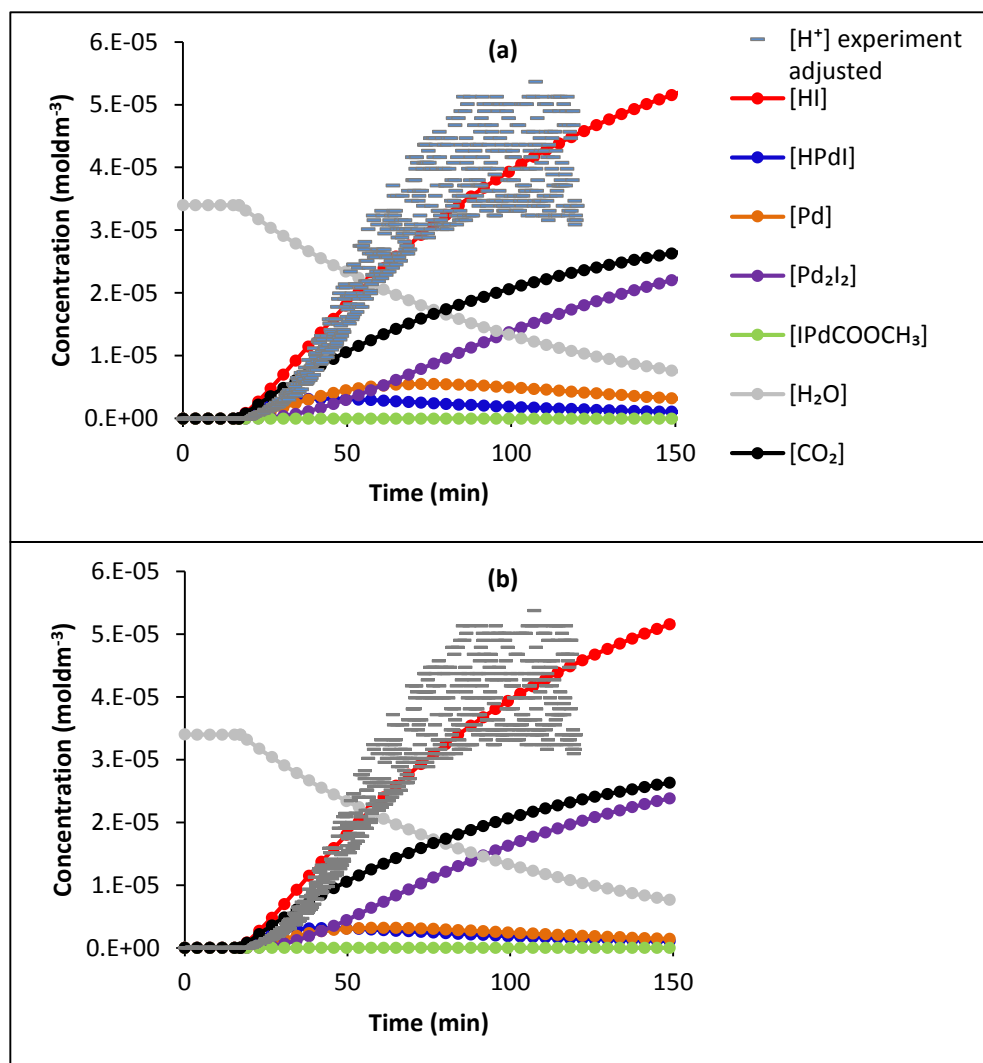 (a)
6.E-05
5.E-05
4.E-05
3.E-05
2.E-05
1.E-05
0.E+00
Concentration (moldm⁻³)
0 50 100 150
Time (min)
[H⁺] experiment
adjusted
[HI]
[HPdI]
[Pd]
[Pd₂I₂]
[IPdCOOCH₃]
[H₂O]
[CO₂]
(b)
6.E-05
5.E-05
4.E-05
3.E-05
2.E-05
1.E-05
0.E+00
Concentration (moldm⁻³)
0 50 100 150
Time (min)